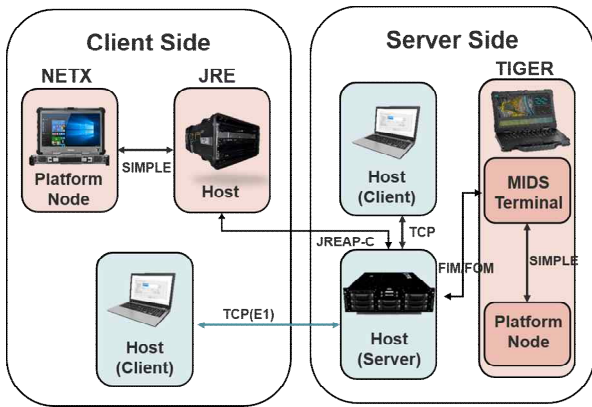 Client Side
Server Side
NETX
JRE
TIGER
SIMPLE
Platform
Node
Host
Host
(Client)
MIDS
Terminal
TCP
JREAP-C
FIM/FOM
SIMPLE
TCP(E1)
Host
(Client)
Host
(Server)
Platform
Node